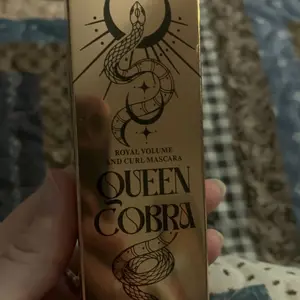 ROYAL VOLUME
AND CURL MASCARA
QUEEN
COBRA